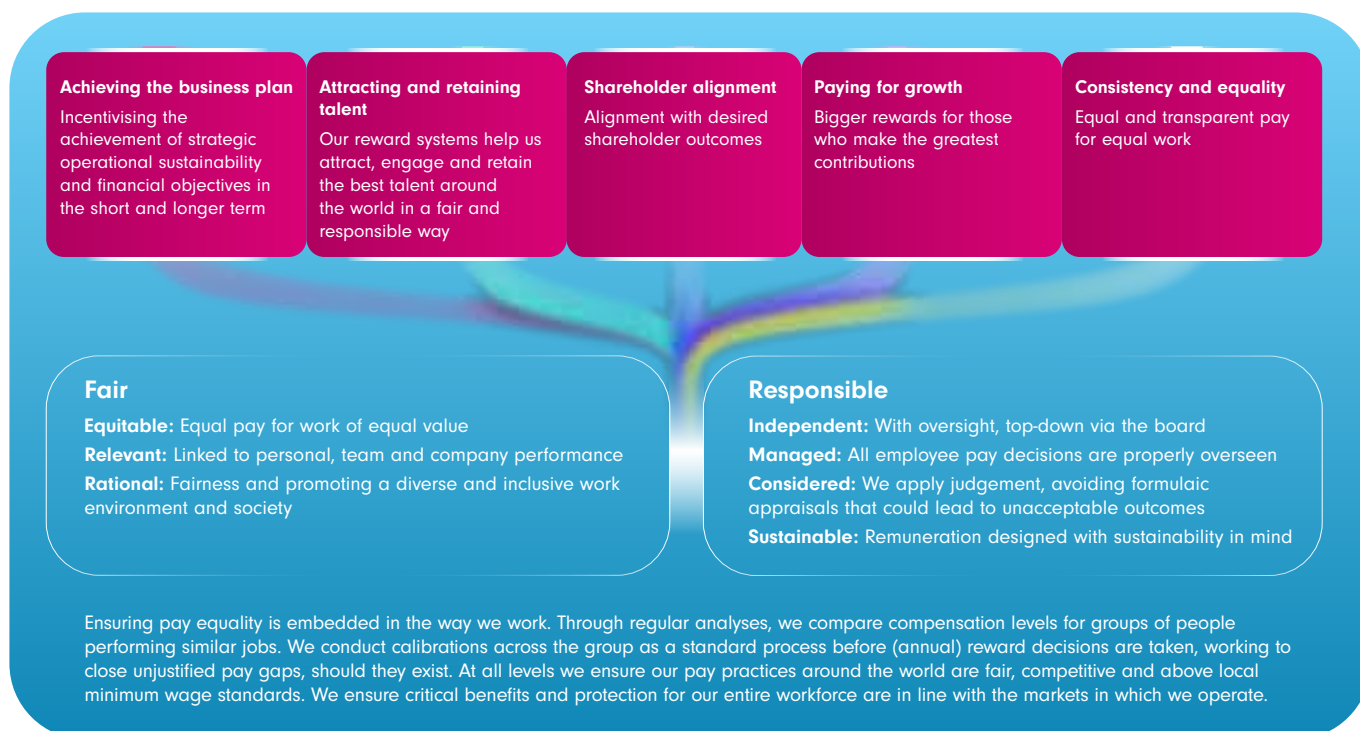 Achieving the business plan
Incentivising the
achievement of strategic
operational sustainability
and financial objectives in
the short and longer term
Attracting and retaining
talent
Our reward systems help us
attract, engage and retain
the best talent around
the world in a fair and
responsible way
Shareholder alignment
Alignment with desired
shareholder outcomes
Paying for growth
Bigger rewards for those
who make the greatest
contributions
Consistency and equality
Equal and transparent pay
for equal work
Fair
Equitable: Equal pay for work of equal value
Relevant: Linked to personal, team and company performance
Rational: Fairness and promoting a diverse and inclusive work
environment and society
Responsible
Independent: With oversight, top-down via the board
Managed: All employee pay decisions are properly overseen
Considered: We apply judgement, avoiding formulaic
appraisals that could lead to unacceptable outcomes
Sustainable: Remuneration designed with sustainability in mind
Ensuring pay equality is embedded in the way we work. Through regular analyses, we compare compensation levels for groups of people
performing similar jobs. We conduct calibrations across the group as a standard process before (annual) reward decisions are taken, working to
close unjustified pay gaps, should they exist. At all levels we ensure our pay practices around the world are fair, competitive and above local
minimum wage standards. We ensure critical benefits and protection for our entire workforce are in line with the markets in which we operate.